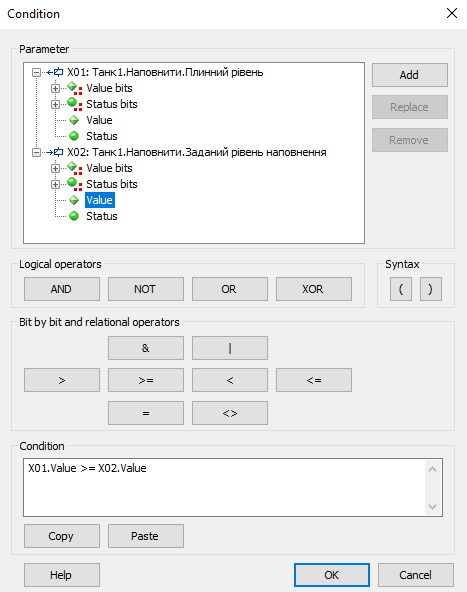 Condition
Parameter
X01: Танк1.Наповнити.Плинний рівень
Value bits
Status bits
Value
Status
X02: Танк1.Наповнити.Заданий рівень наповнення
Value bits
Status bits
Value
Status
Add
Replace
Remove
Logical operators
AND NOT OR XOR
Syntax
( )
Bit by bit and relational operators
& |
> >= < <=
= <>
Condition
X01.Value >= X02.Value
Copy Paste
Help OK Cancel